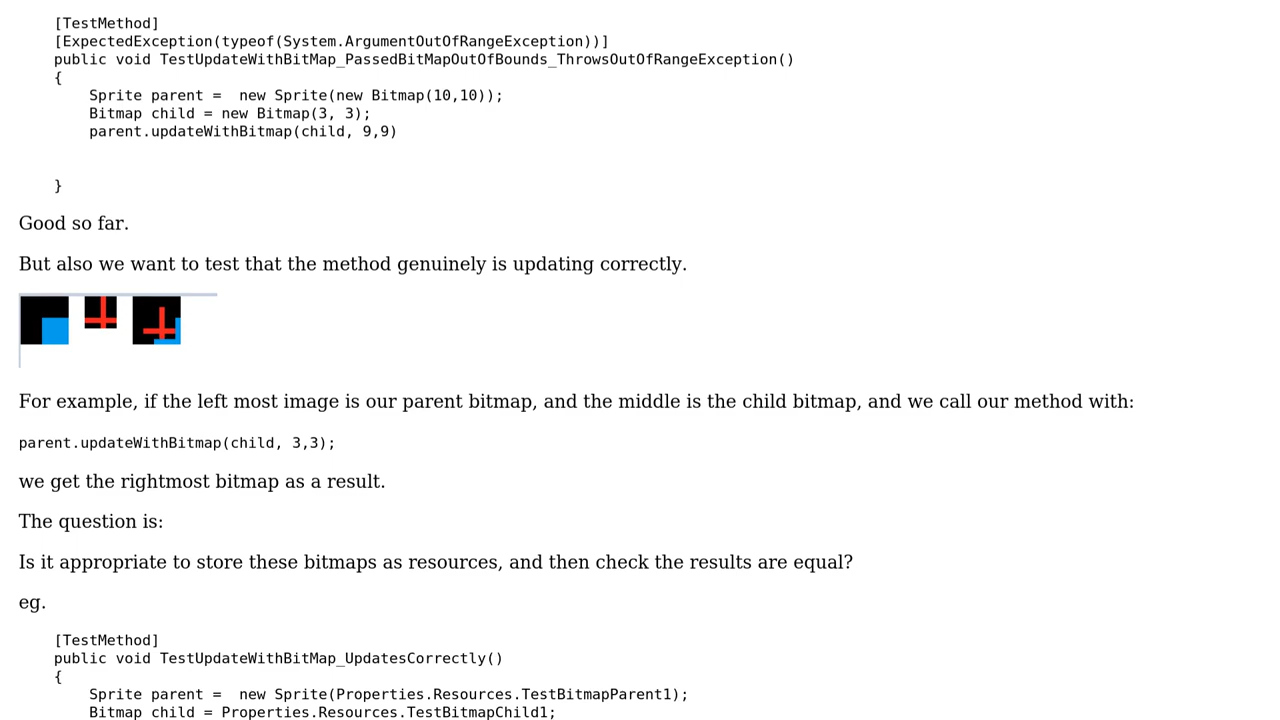 [TestMethod]
[ExpectedException(typeof(System.ArgumentOutOfRangeException))]
public void TestUpdateWithBitMap_PassedBitMapOutOfBounds_ThrowsOutOfRangeException()
{
Sprite parent =  new Sprite(new Bitmap(10,10));
Bitmap child = new Bitmap(3, 3);
parent.updateWithBitmap(child, 9,9)
}
Good so far.
But also we want to test that the method genuinely is updating correctly.
For example, if the left most image is our parent bitmap, and the middle is the child bitmap, and we call our method with:
parent.updateWithBitmap(child, 3,3);
we get the rightmost bitmap as a result.
The question is:
Is it appropriate to store these bitmaps as resources, and then check the results are equal?
eg.
[TestMethod]
public void TestUpdateWithBitMap_UpdatesCorrectly()
{
Sprite parent =  new Sprite(Properties.Resources.TestBitmapParent1);
Bitmap child = Properties.Resources.TestBitmapChild1;